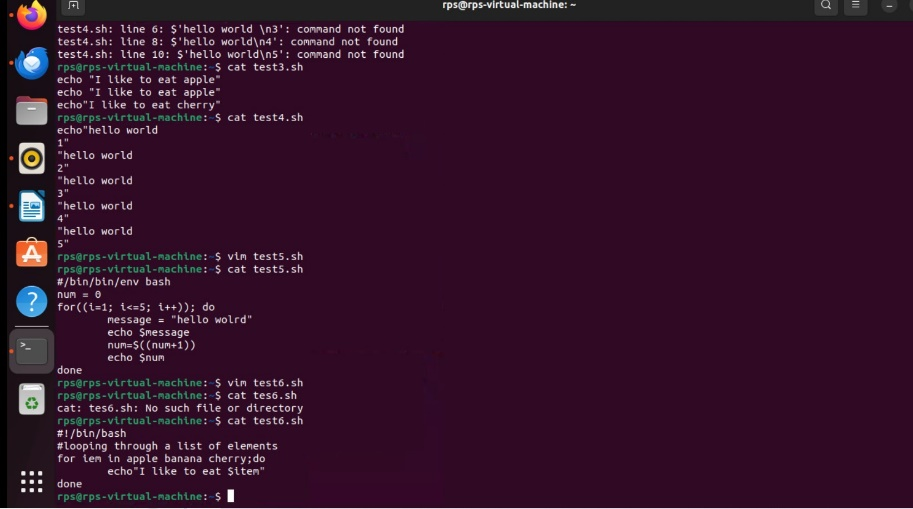 rps@rps-virtual-machine: ~
test4.sh: line 6: $'hello world \n3': command not found
test4.sh: line 8: $'hello world\n4': command not found
test4.sh: line 10: $'hello world\n5': command not found
rps@rps-virtual-machine:~$ cat test3.sh
echo "I like to eat apple"
echo "I like to eat apple"
echo"I like to eat cherry"
rps@rps-virtual-machine:~$ cat test4.sh
echo"hello world
1"
"hello world
2"
"hello world
3"
"hello world
4"
"hello world
5"
rps@rps-virtual-machine:~$ vim test5.sh
rps@rps-virtual-machine:~$ cat test5.sh
#/bin/bin/env bash
num = 0
for((i=1; i<=5; i++)); do
        message = "hello wolrd"
        echo $message
        num=$((num+1))
        echo $num
done
rps@rps-virtual-machine:~$ vim test6.sh
rps@rps-virtual-machine:~$ cat tes6.sh
cat: tes6.sh: No such file or directory
rps@rps-virtual-machine:~$ cat test6.sh
#!/bin/bash
#looping through a list of elements
for iem in apple banana cherry;do
        echo"I like to eat $item"
done
rps@rps-virtual-machine:~$